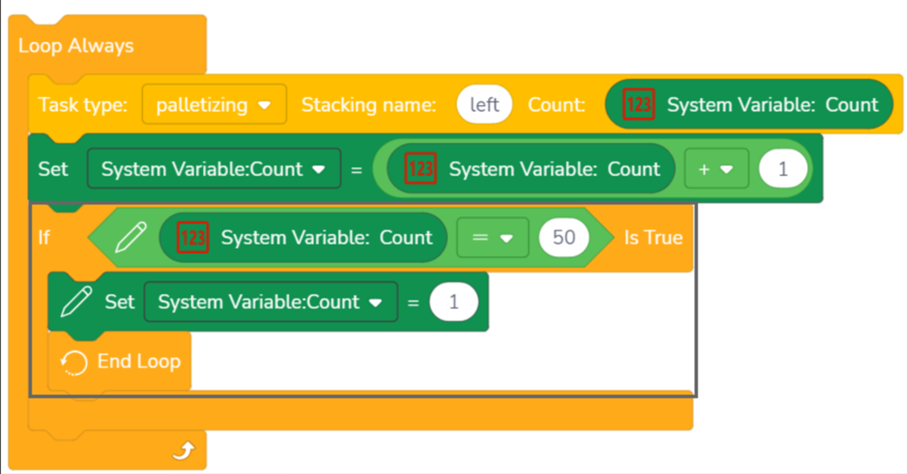 Loop Always
Task type: palletizing Stacking name: left Count: 123 System Variable: Count
Set System Variable:Count = 123 System Variable: Count + 1
If 123 System Variable: Count = 50 Is True
Set System Variable:Count = 1
End Loop